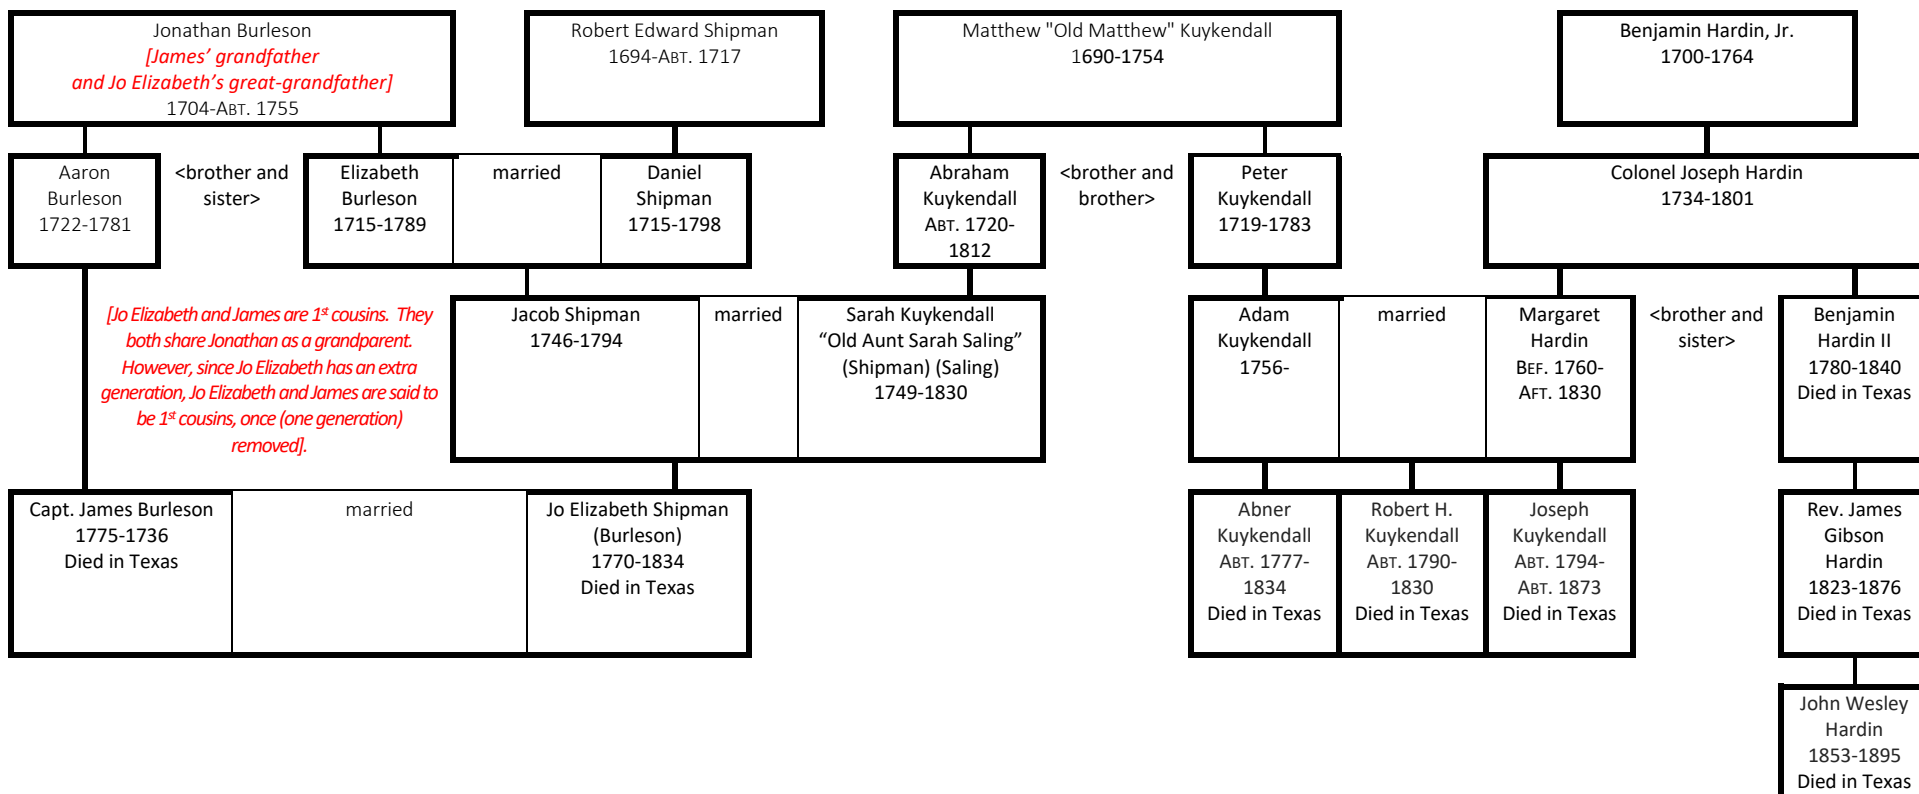 Jonathan Burleson
[James’ grandfather
and Jo Elizabeth’s great-grandfather]
1704-ABT. 1755
Robert Edward Shipman
1694-ABT. 1717
Matthew "Old Matthew" Kuykendall
1690-1754
Benjamin Hardin, Jr.
1700-1764
Aaron
Burleson
1722-1781
<brother and
sister>
Elizabeth
Burleson
1715-1789
married
Daniel
Shipman
1715-1798
Abraham
Kuykendall
ABT. 1720-
1812
<brother and
brother>
Peter
Kuykendall
1719-1783
Colonel Joseph Hardin
1734-1801
[Jo Elizabeth and James are 1st cousins. They
both share Jonathan as a grandparent.
However, since Jo Elizabeth has an extra
generation, Jo Elizabeth and James are said to
be 1st cousins, once (one generation)
removed].
Jacob Shipman
1746-1794
married
Sarah Kuykendall
“Old Aunt Sarah Saling”
(Shipman) (Saling)
1749-1830
Adam
Kuykendall
1756-
married
Margaret
Hardin
BEF. 1760-
AFT. 1830
<brother and
sister>
Benjamin
Hardin II
1780-1840
Died in Texas
Capt. James Burleson
1775-1736
Died in Texas
married
Jo Elizabeth Shipman
(Burleson)
1770-1834
Died in Texas
Abner
Kuykendall
ABT. 1777-
1834
Died in Texas
Robert H.
Kuykendall
ABT. 1790-
1830
Died in Texas
Joseph
Kuykendall
ABT. 1794-
ABT. 1873
Died in Texas
Rev. James
Gibson
Hardin
1823-1876
Died in Texas
John Wesley
Hardin
1853-1895
Died in Texas